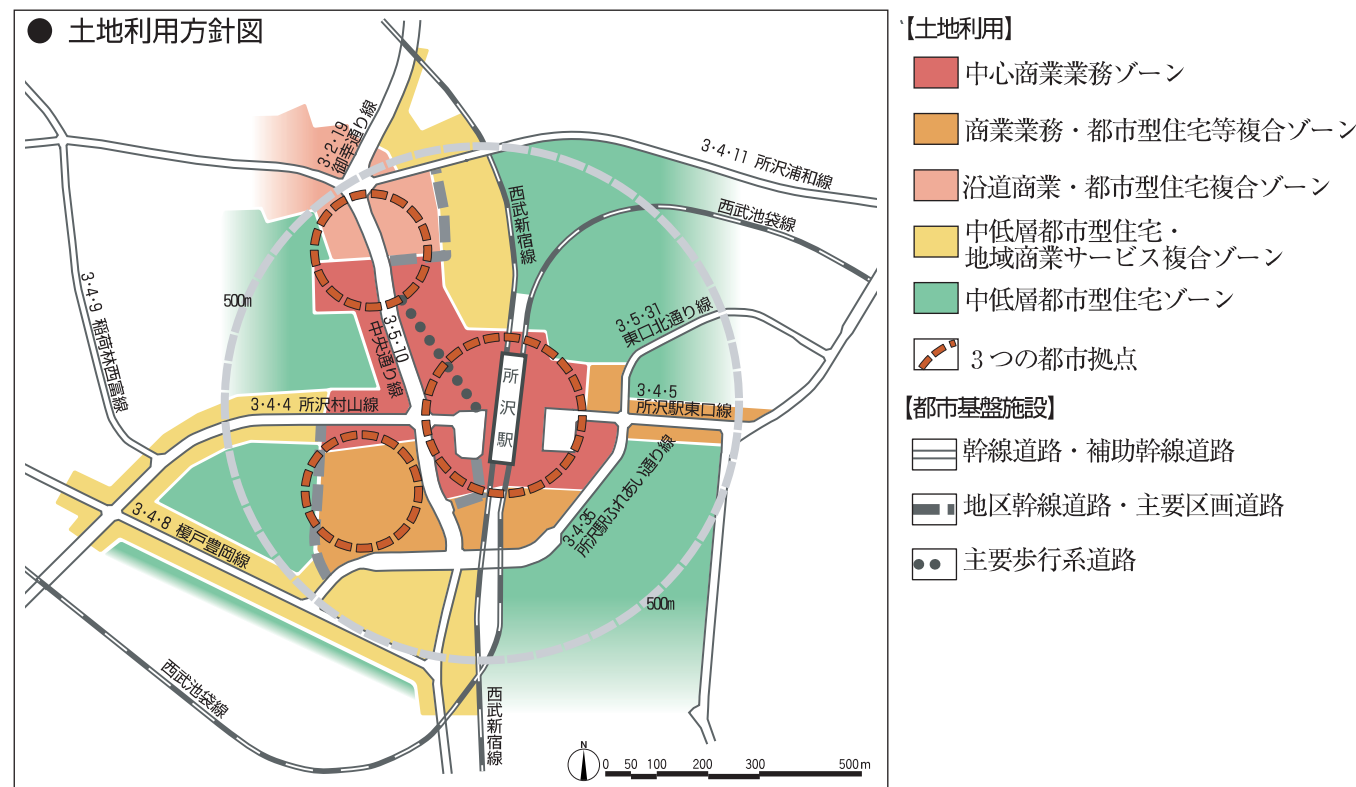 ● 土地利用方針図
3・2・19
御幸通り線
3・4・11 所沢浦和線
西武新宿線
西武池袋線
500m
3・4・9 稲荷林西富線
3・5・10
中央通り線
3・5・31
東口北通り線
所沢駅
3・4・5
所沢駅東口線
3・4・4 所沢村山線
3・4・35
所沢駅ふれあい通り線
3・4・8 榎戸豊岡線
500m
西武池袋線
西武新宿線
N
0 50 100 200 300 500m
【土地利用】
中心商業業務ゾーン
商業業務・都市型住宅等複合ゾーン
沿道商業・都市型住宅複合ゾーン
中低層都市型住宅・
地域商業サービス複合ゾーン
中低層都市型住宅ゾーン
3つの都市拠点
【都市基盤施設】
幹線道路・補助幹線道路
地区幹線道路・主要区画道路
主要歩行系道路